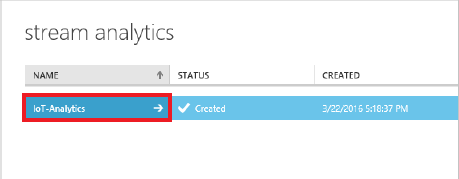 stream analytics
NAME STATUS CREATED
IoT-Analytics Created 3/22/2016 5:18:37 PM